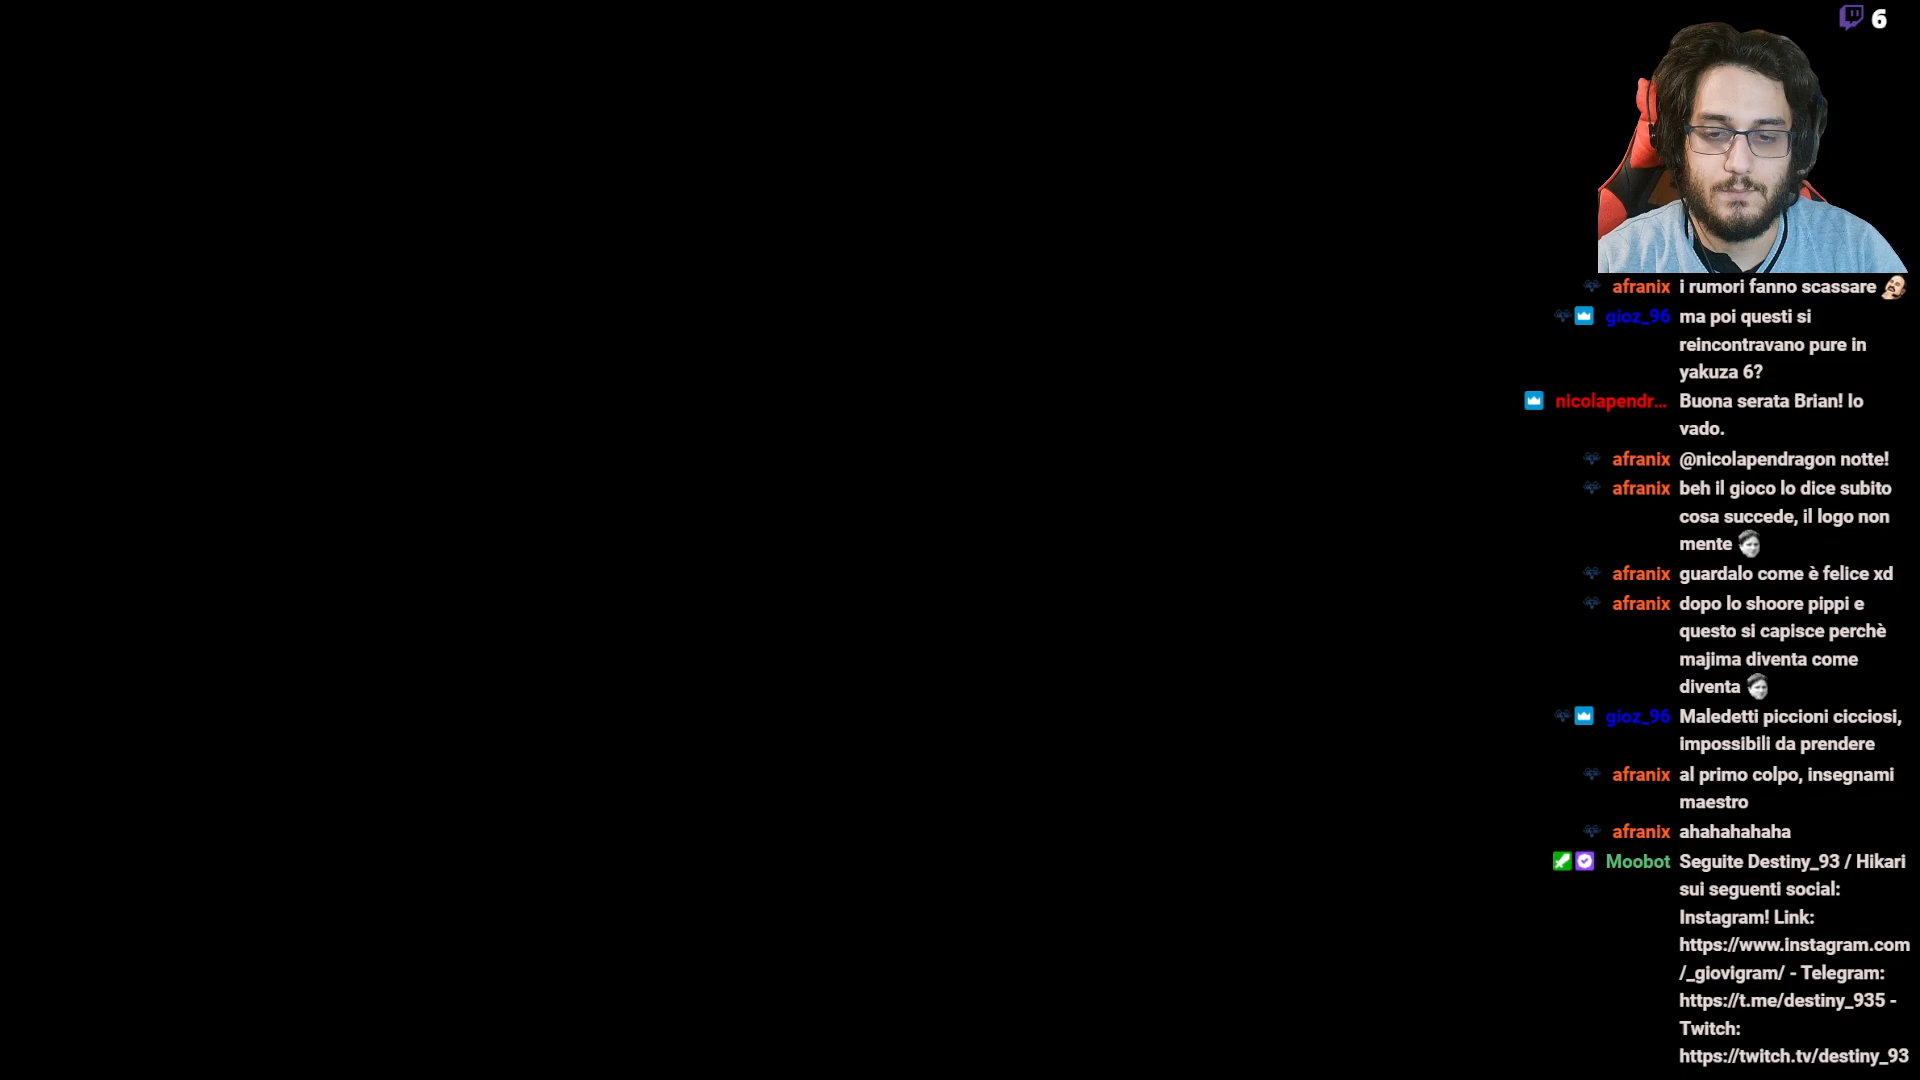 6
afranix i rumori fanno scassare
gioz_96 ma poi questi si
reincontravano pure in
yakuza 6?
nicolapendr... Buona serata Brian! Io
vado.
afranix @nicolapendragon notte!
afranix beh il gioco lo dice subito
cosa succede, il logo non
mente
afranix guardalo come è felice xd
afranix dopo lo shoore pippi e
questo si capisce perchè
majima diventa come
diventa
gioz_96 Maledetti piccioni cicciosi,
impossibili da prendere
afranix al primo colpo, insegnami
maestro
afranix ahahahahaha
Moobot Seguite Destiny_93 / Hikari
sui seguenti social:
Instagram! Link:
https://www.instagram.com
/_giovigram/ - Telegram:
https://t.me/destiny_935 -
Twitch:
https://twitch.tv/destiny_93